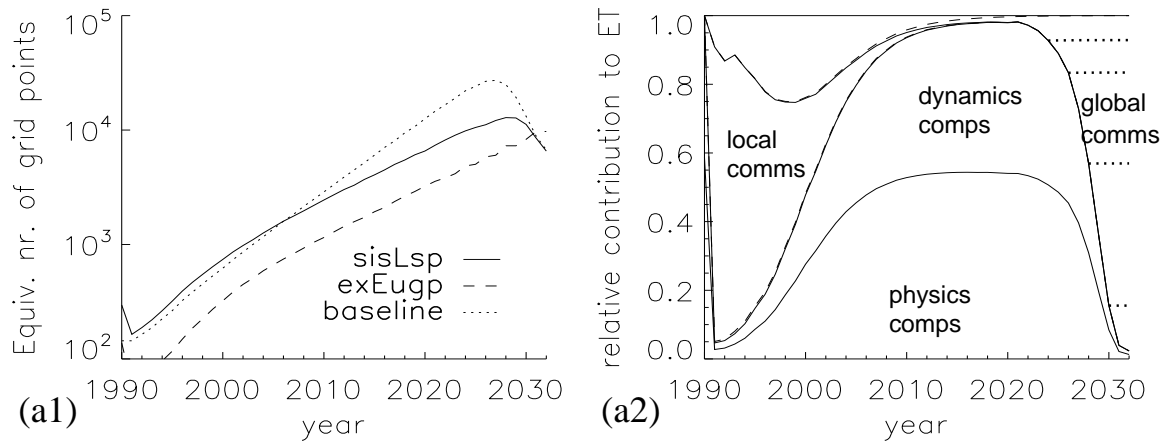 Equiv. nr. of grid points
10^5
10^4
10^3
10^2
sisLsp
exEugp
baseline
1990 2000 2010 2020 2030
year
(a1)
relative contribution to ET
1.0
0.8
0.6
0.4
0.2
0.0
local
comms
dynamics
comps
global
comms
physics
comps
1990 2000 2010 2020 2030
year
(a2)